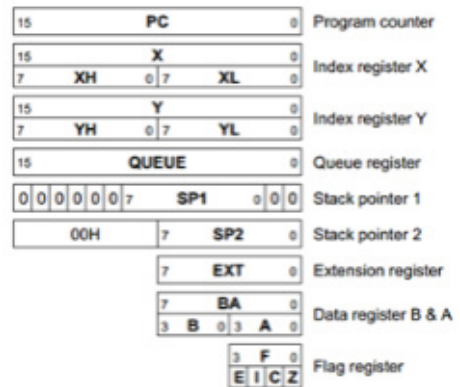 15 PC 0 Program counter
15 X 0
7 XH 0 7 XL 0 Index register X
15 Y 0
7 YH 0 7 YL 0 Index register Y
15 QUEUE 0 Queue register
0 0 0 0 0 0 7 SP1 0 0 0 Stack pointer 1
00H 7 SP2 0 Stack pointer 2
7 EXT 0 Extension register
7 BA 0
3 B 0 3 A 0 Data register B & A
3 F 0
E I C Z Flag register